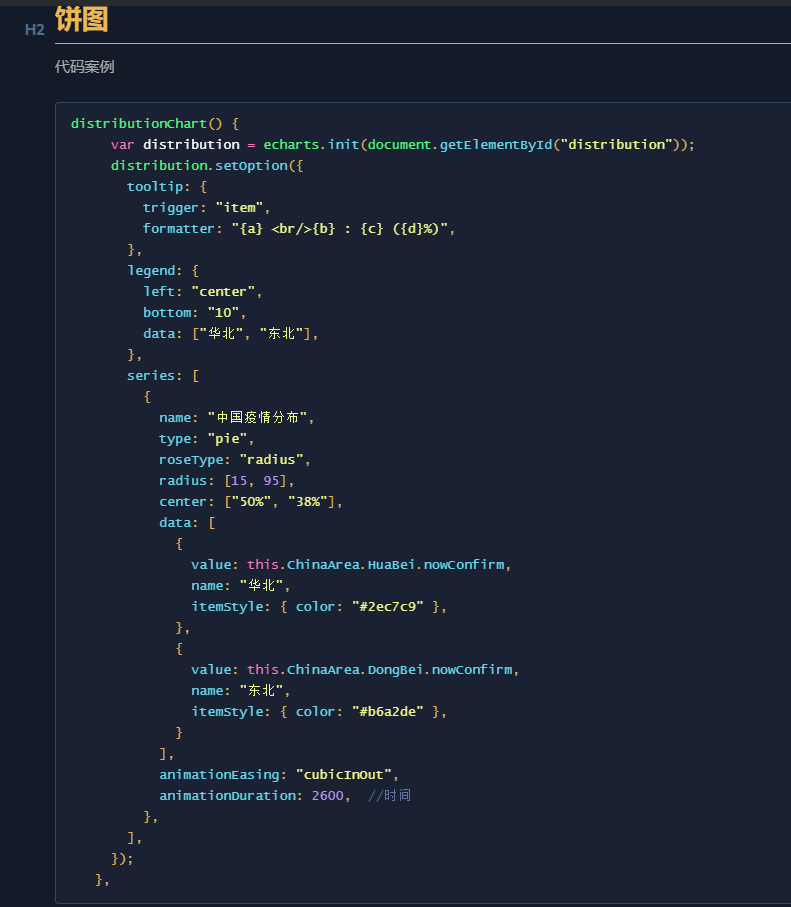 H2 饼图
代码案例
distributionChart() {
     var distribution = echarts.init(document.getElementById("distribution"));
     distribution.setOption({
       tooltip: {
         trigger: "item",
         formatter: "{a} <br/>{b} : {c} ({d}%)",
       },
       legend: {
         left: "center",
         bottom: "10",
         data: ["华北", "东北"],
       },
       series: [
         {
           name: "中国疫情分布",
           type: "pie",
           roseType: "radius",
           radius: [15, 95],
           center: ["50%", "38%"],
           data: [
             {
               value: this.ChinaArea.HuaBei.nowConfirm,
               name: "华北",
               itemStyle: { color: "#2ec7c9" },
             },
             {
               value: this.ChinaArea.DongBei.nowConfirm,
               name: "东北",
               itemStyle: { color: "#b6a2de" },
             }
           ],
           animationEasing: "cubicInOut",
           animationDuration: 2600,  //时间
         },
       ],
     });
   },